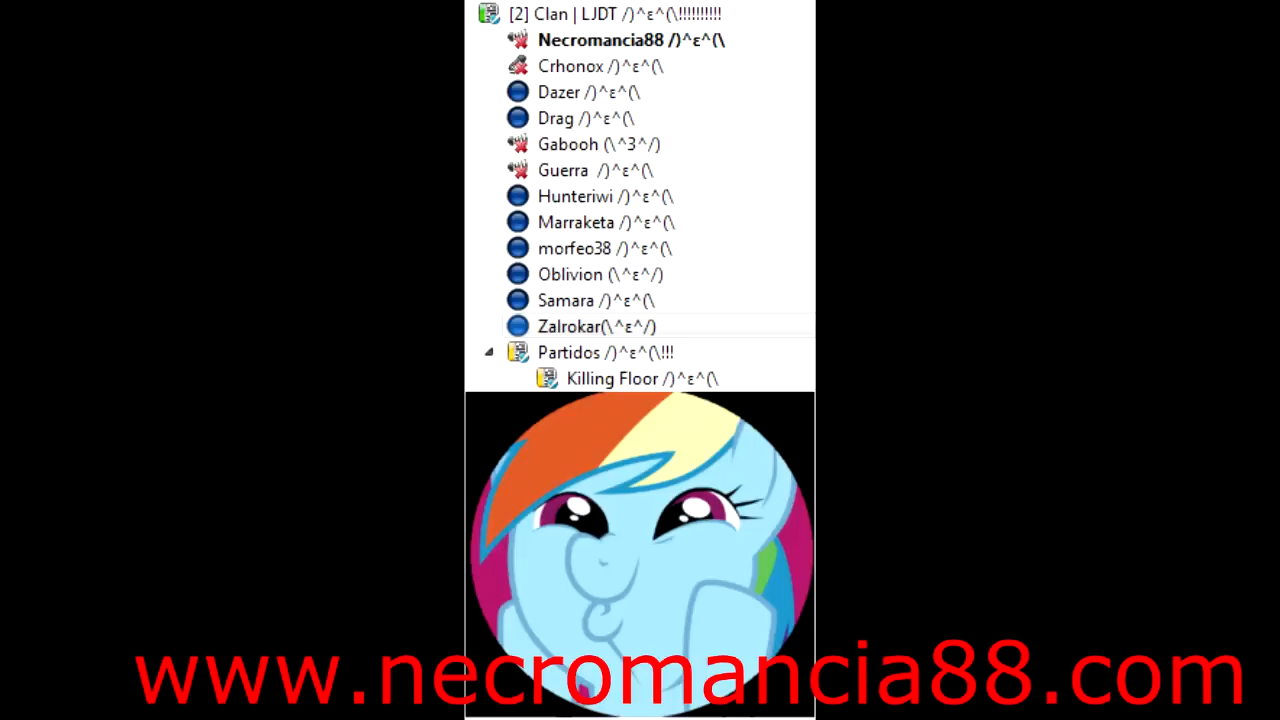 [2] Clan | LJDT /)^ε^(\!!!!!!!!!!
Necromancia88 /)^ε^(\
Crhonox /)^ε^(\
Dazer /)^ε^(\
Drag /)^ε^(\
Gabooh (\^3^/)
Guerra  /)^ε^(\
Hunteriwi /)^ε^(\
Marraketa /)^ε^(\
morfeo38 /)^ε^(\
Oblivion (\^ε^/)
Samara /)^ε^(\
Zalrokar(\^ε^/)
Partidos /)^ε^(\!!!
Killing Floor /)^ε^(\
www.necromancia88.com